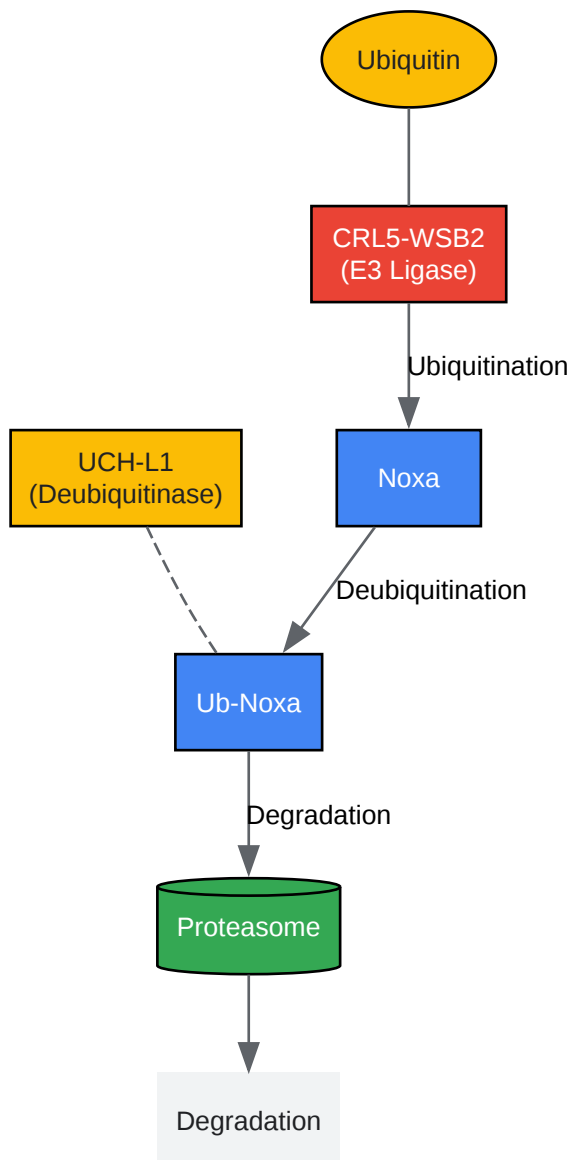 Ubiquitin
CRL5-WSB2
(E3 Ligase)
Ubiquitination
UCH-L1
(Deubiquitinase)
Noxa
Deubiquitination
Ub-Noxa
Degradation
Proteasome
Degradation